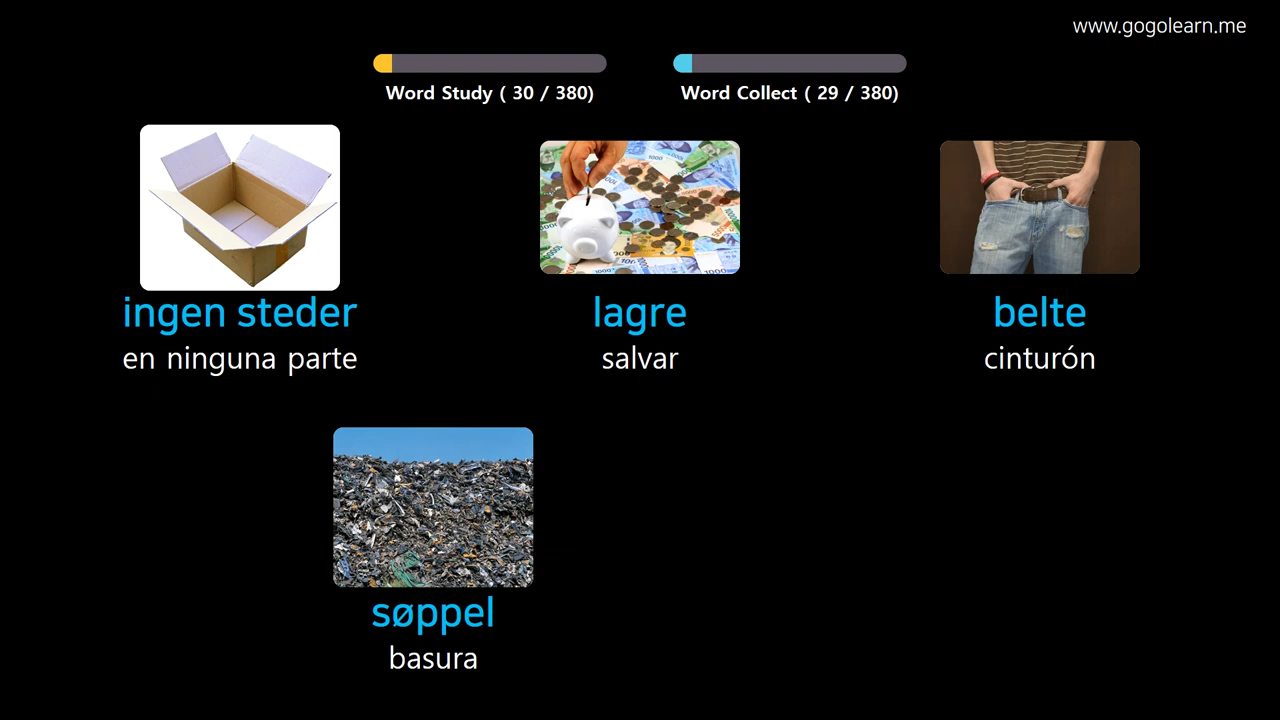 www.gogolearn.me
Word Study ( 30 / 380)
Word Collect ( 29 / 380)
ingen steder
en ninguna parte
lagre
salvar
belte
cinturón
søppel
basura